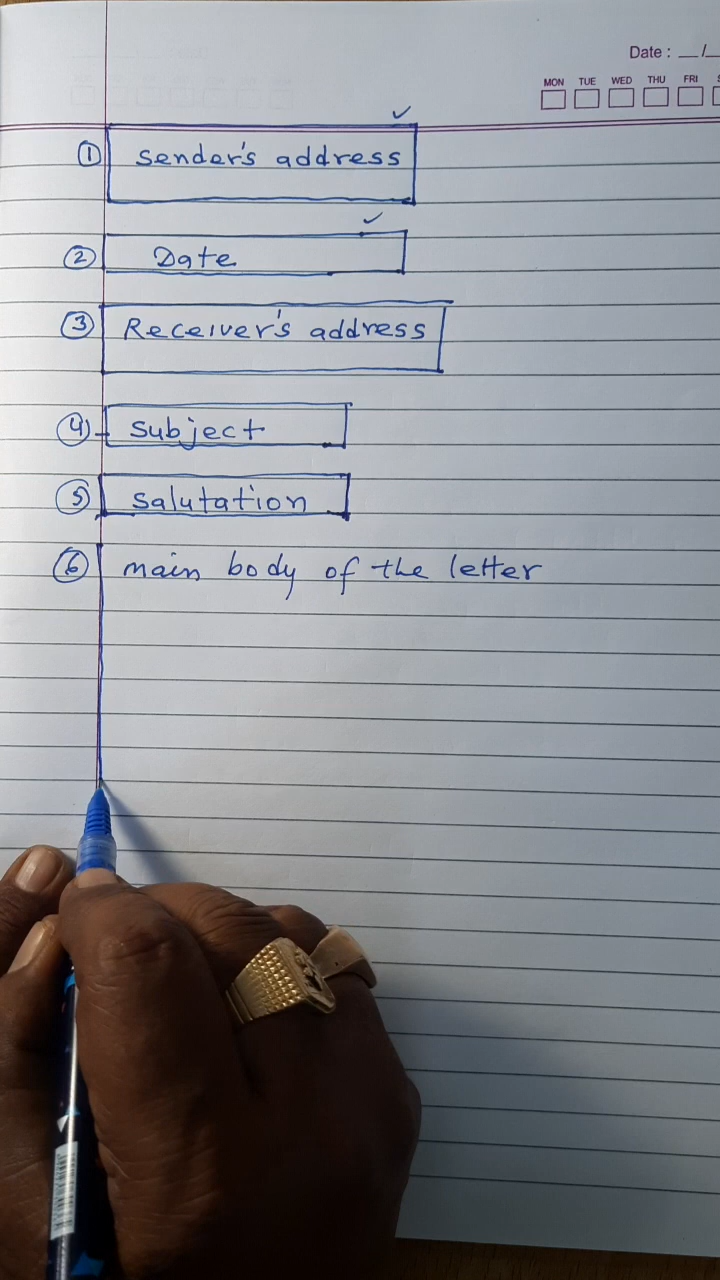 Date : __/_
MON TUE WED THU FRI
① Sender's address
② Date
③ Receiver's address
④ Subject
⑤ Salutation
⑥ main body of the letter